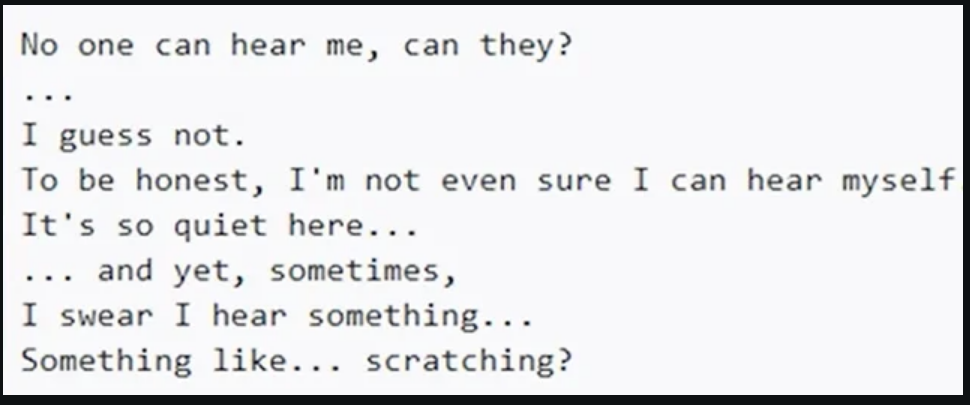 No one can hear me, can they?
...
I guess not.
To be honest, I'm not even sure I can hear myself
It's so quiet here...
... and yet, sometimes,
I swear I hear something...
Something like... scratching?